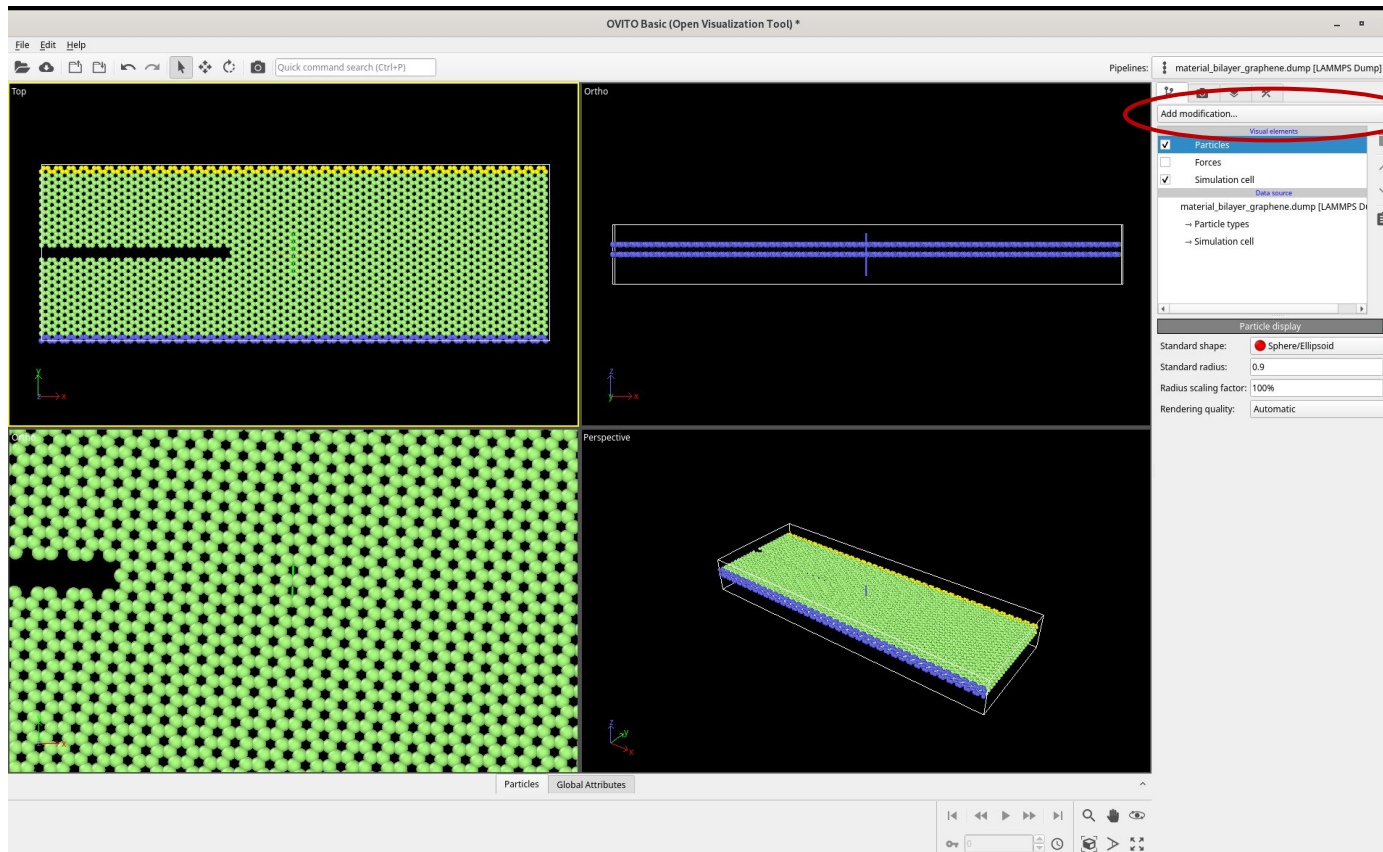 OVITO Basic (Open Visualization Tool) *
File Edit Help
Quick command search (Ctrl+P)
Pipelines:
material_bilayer_graphene.dump [LAMMPS Dump]
Top
Ortho
Add modification...
Visual elements
Particles
Forces
Simulation cell
Data source
material_bilayer_graphene.dump [LAMMPS Du
→ Particle types
→ Simulation cell
Particle display
Standard shape: Sphere/Ellipsoid
Standard radius: 0.9
Radius scaling factor: 100%
Rendering quality: Automatic
y
z
x
z
y
x
Ortho
Perspective
x
z
y
x
Particles Global Attributes
0